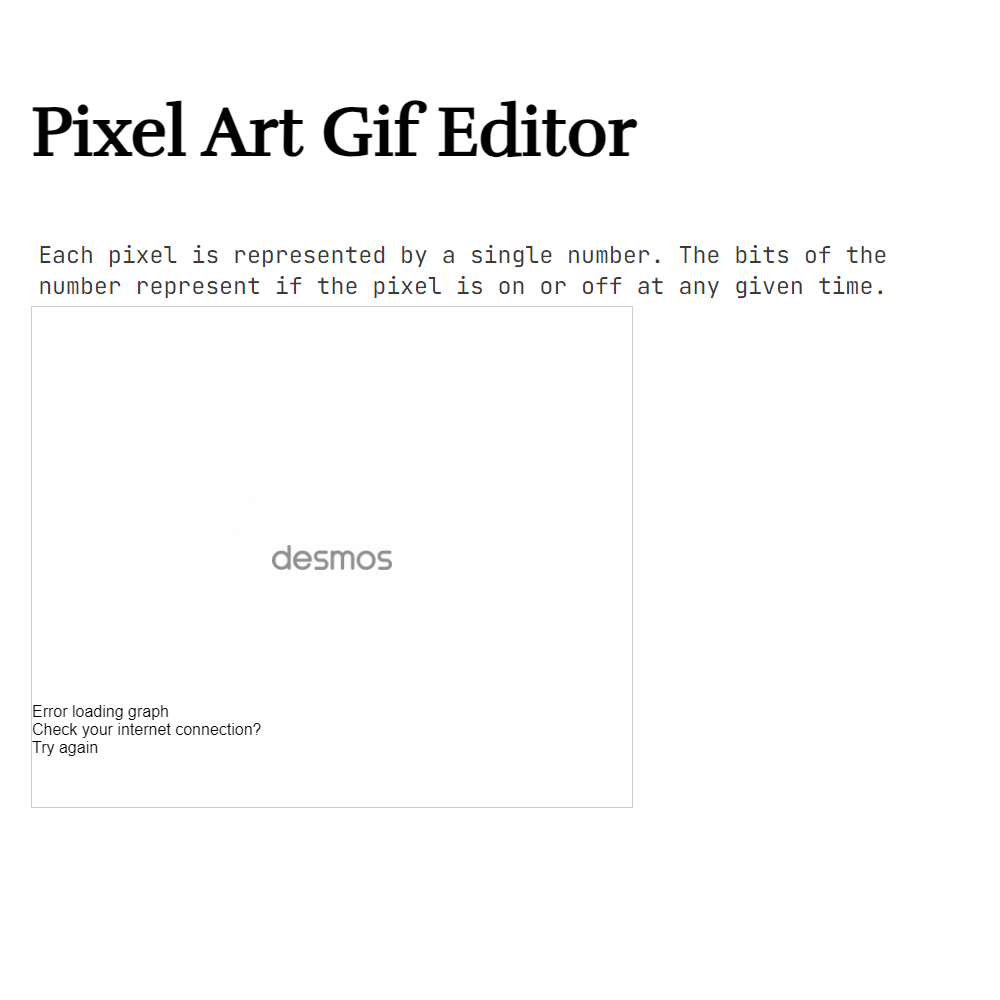 Pixel Art Gif Editor
Each pixel is represented by a single number. The bits of the
number represent if the pixel is on or off at any given time.
desmos
Error loading graph
Check your internet connection?
Try again